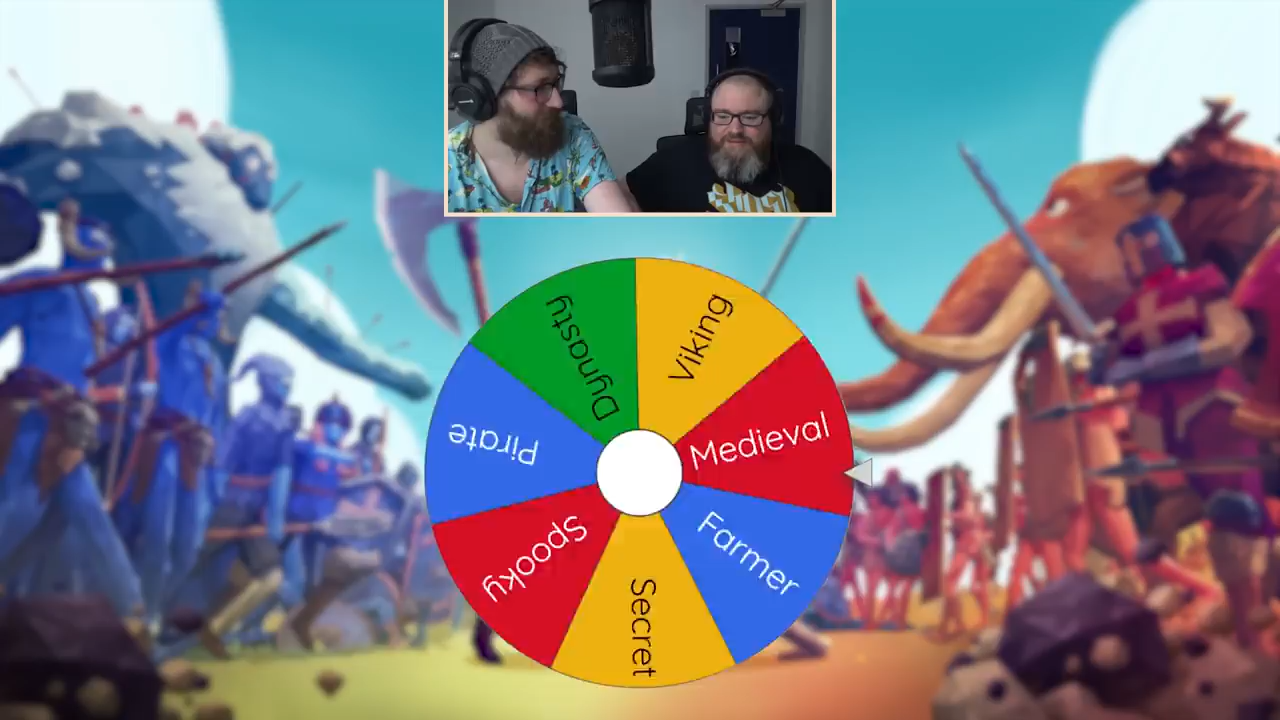 Viking
Medieval
Farmer
Secret
Spooky
Pirate
Dynasty